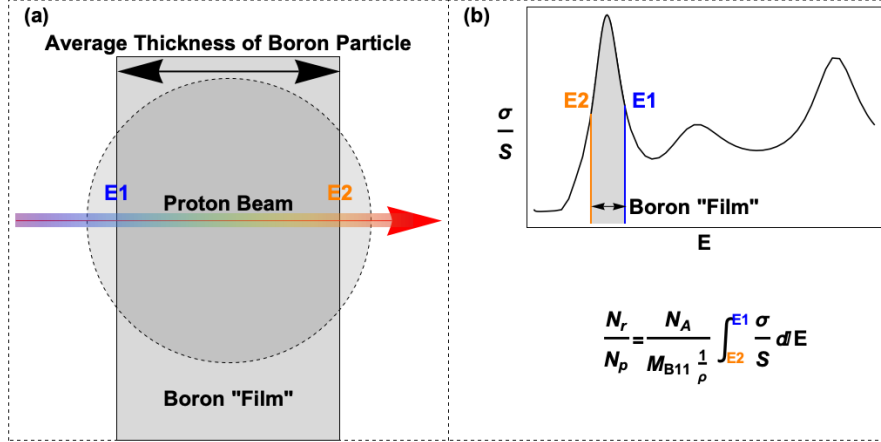 (a)
Average Thickness of Boron Particle
E1
E2
Proton Beam
Boron "Film"
(b)
σ/S
E2
E1
Boron "Film"
E
N_r/N_p = N_A/(M_B11 1/ρ) ∫_E2^E1 σ/S dE